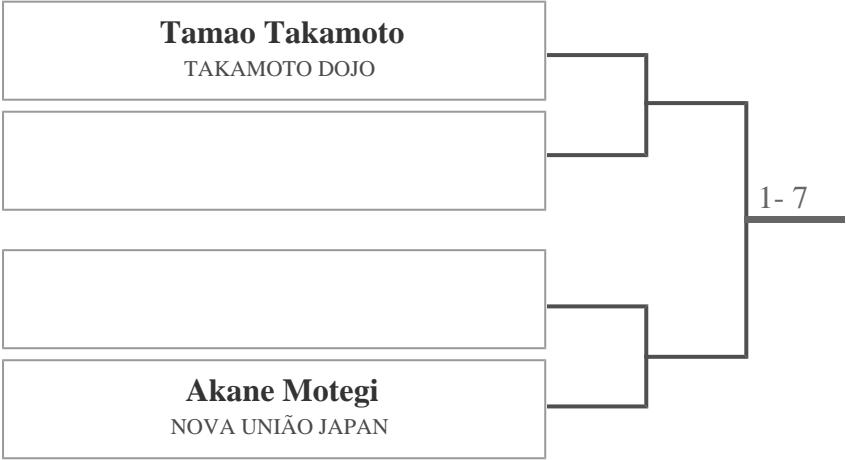 Tamao Takamoto
TAKAMOTO DOJO
1- 7
Akane Motegi
NOVA UNIÃO JAPAN